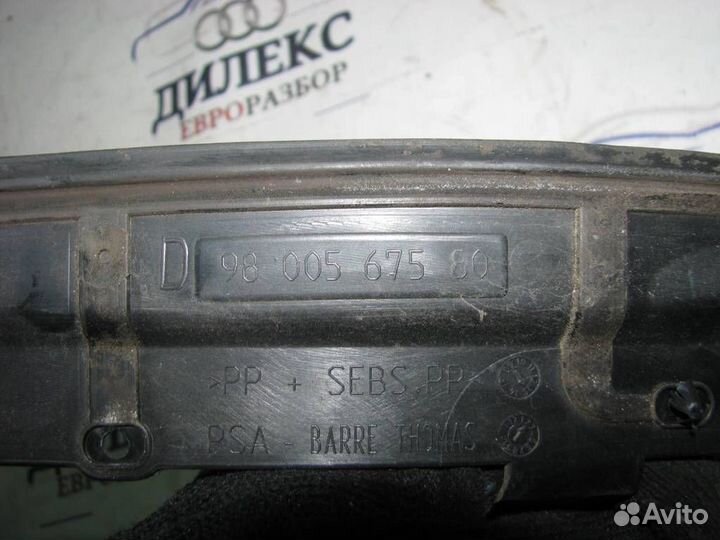 ДИЛЕКС
ЕВРОРАЗБОР
D 98 005 675 80
>PP + SEBS.PP<
PSA - BARRE THOMAS
Avito